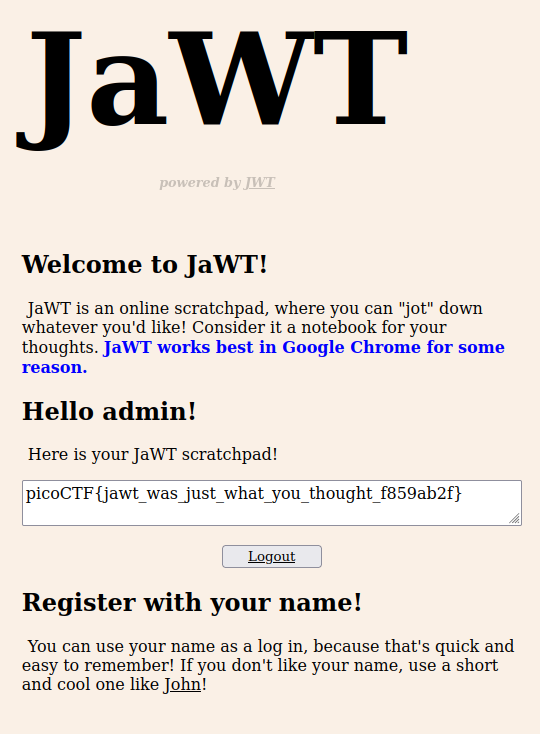 JaWT
powered by JWT
Welcome to JaWT!
JaWT is an online scratchpad, where you can "jot" down
whatever you'd like! Consider it a notebook for your
thoughts. JaWT works best in Google Chrome for some
reason.
Hello admin!
Here is your JaWT scratchpad!
picoCTF{jawt_was_just_what_you_thought_f859ab2f}
Logout
Register with your name!
You can use your name as a log in, because that's quick and
easy to remember! If you don't like your name, use a short
and cool one like John!